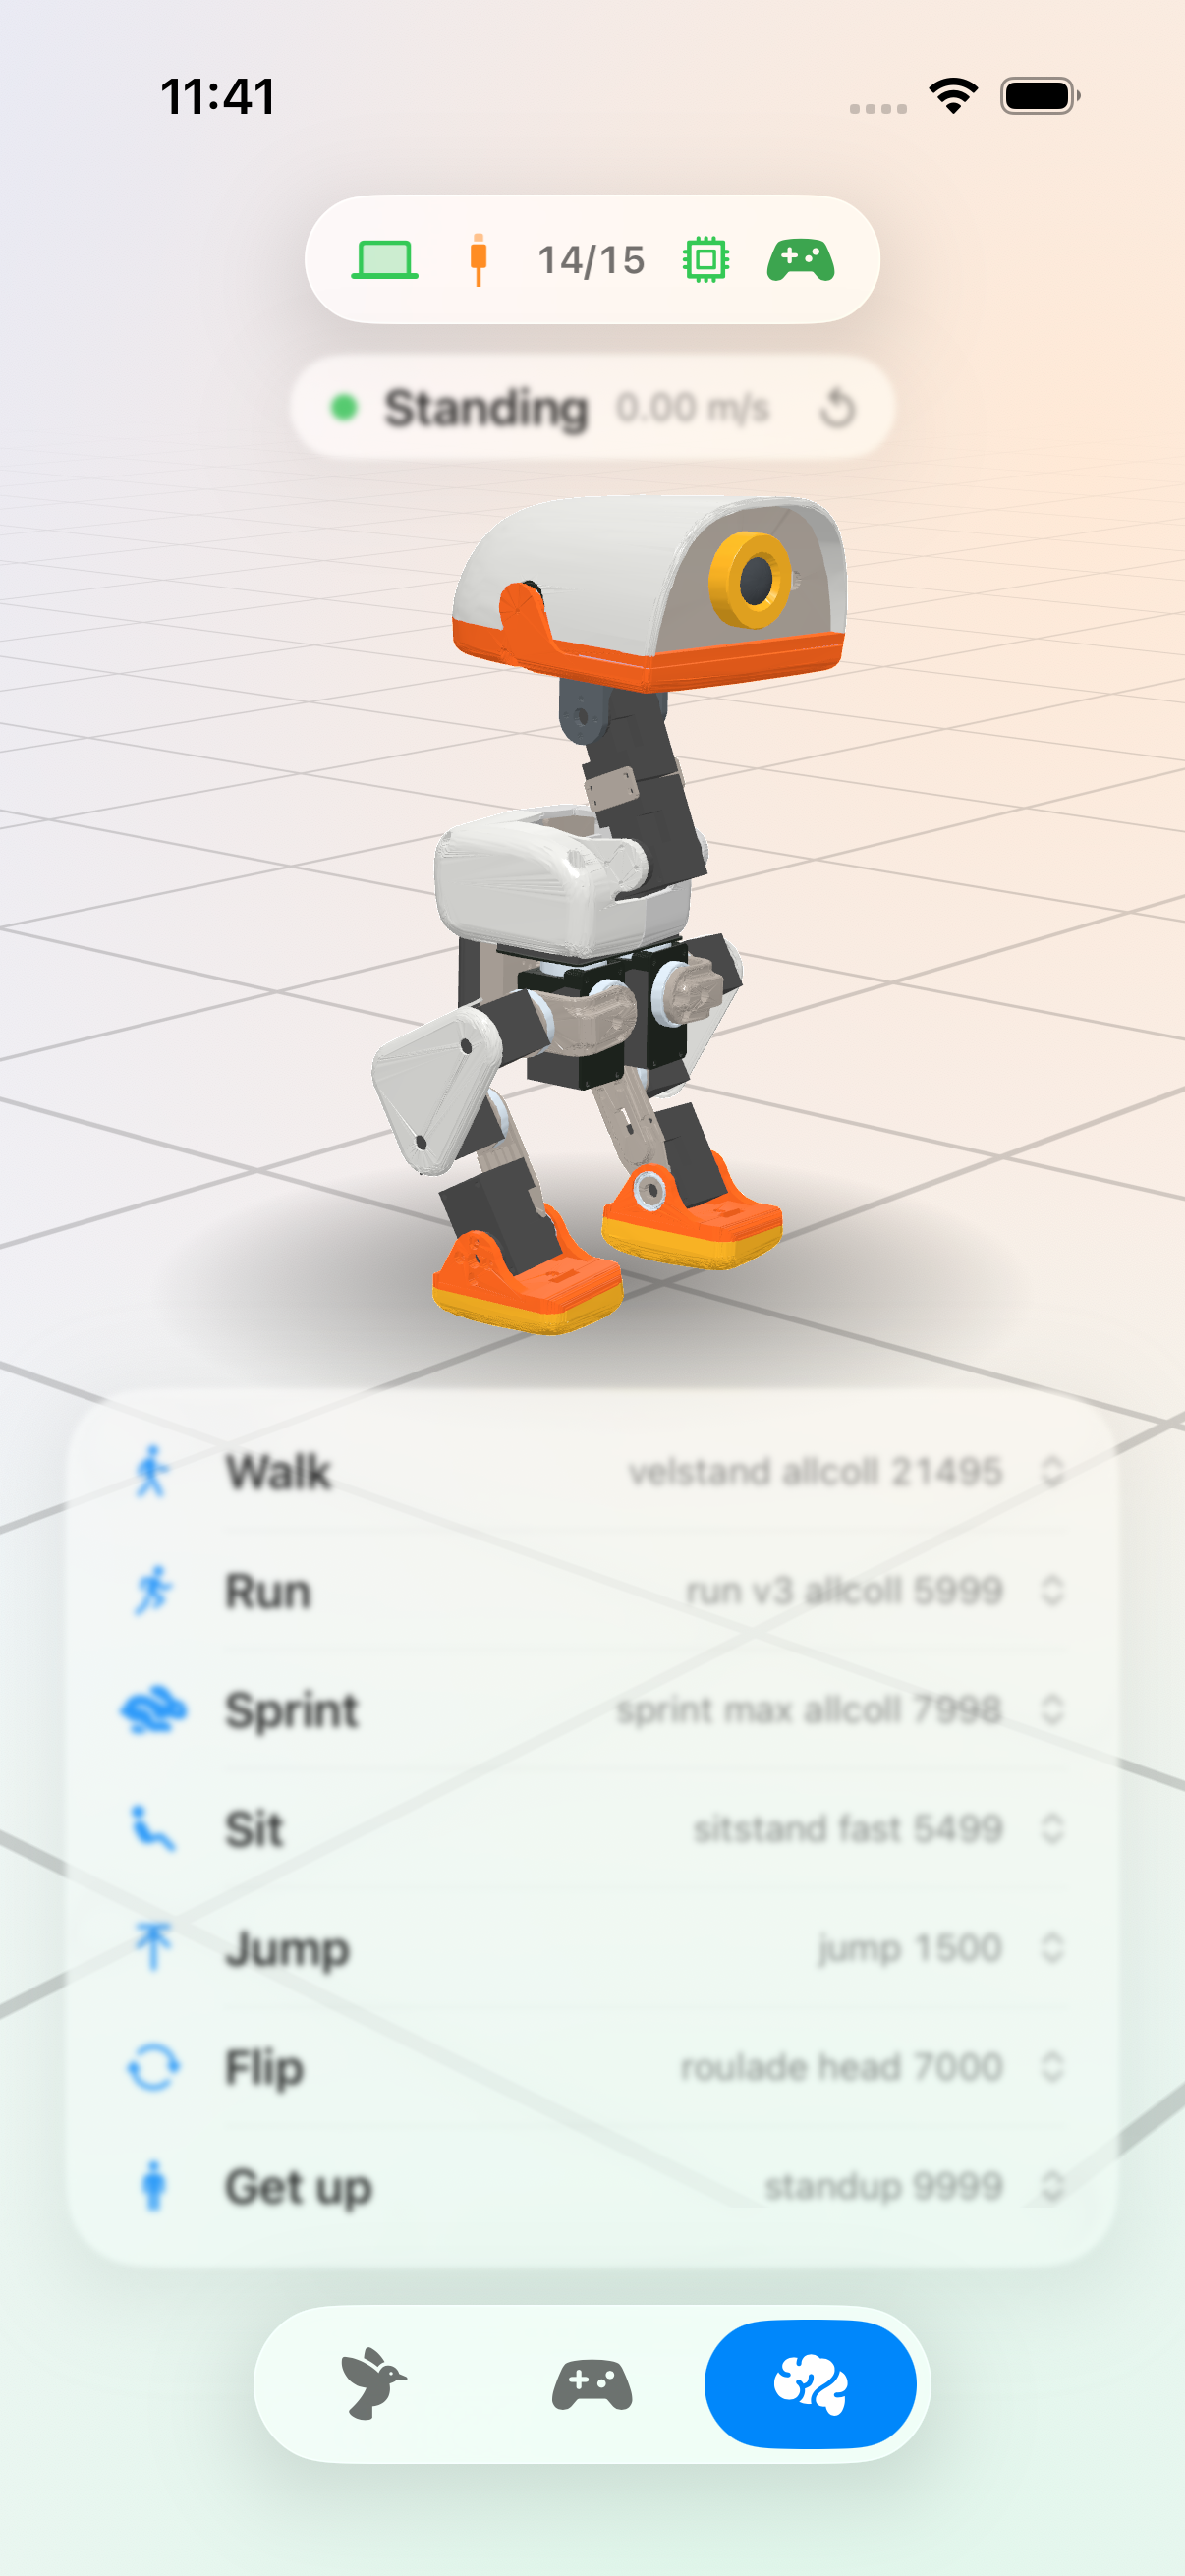 11:41
14/15
Standing 0.00 m/s
Walk velstand allcoll 21495
Run run v3 allcoll 5999
Sprint sprint max allcoll 7998
Sit sitstand fast 5499
Jump jump 1500
Flip roulade head 7000
Get up standup 9999